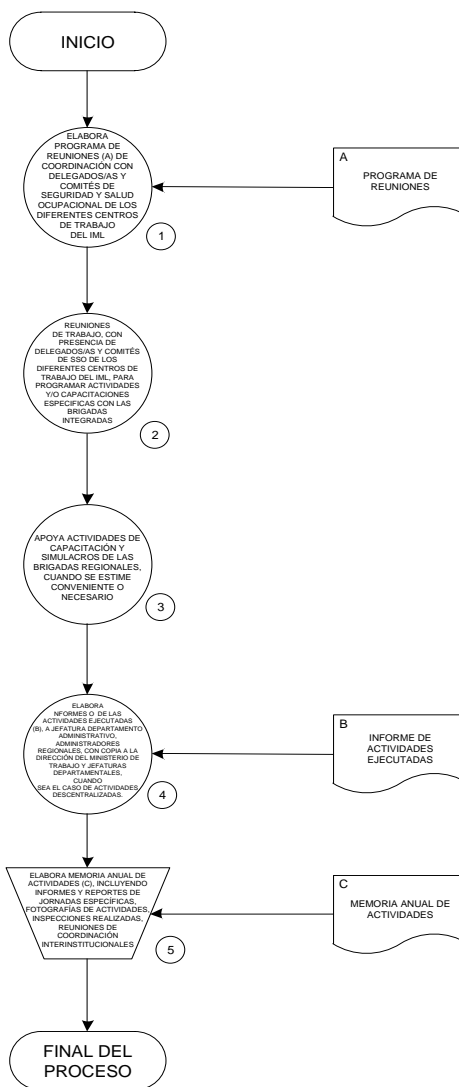 INICIO
ELABORA
PROGRAMA DE
REUNIONES (A) DE
COORDINACIÓN CON
DELEGADOS/AS Y
COMITÉS DE
SEGURIDAD Y SALUD
OCUPACIONAL DE LOS
DIFERENTES CENTROS
DE TRABAJO
DEL IML
1
A
PROGRAMA DE
REUNIONES
REUNIONES
DE TRABAJO, CON
PRESENCIA DE
DELEGADOS/AS Y COMITÉS
DE SSO DE LOS
DIFERENTES CENTROS DE
TRABAJO DEL IML, PARA
PROGRAMAR ACTIVIDADES
Y/O CAPACITACIONES
ESPECIFICAS CON LAS
BRIGADAS
INTEGRADAS
2
APOYA ACTIVIDADES DE
CAPACITACIÓN Y
SIMULACROS DE LAS
BRIGADAS REGIONALES,
CUANDO SE ESTIME
CONVENIENTE O
NECESARIO
3
ELABORA
NFORMES O DE LAS
ACTIVIDADES EJECUTADAS
(B), A JEFATURA DEPARTAMENTO
ADMINISTRATIVO,
ADMINISTRADORES
REGIONALES, CON COPIA A LA
DIRECCIÓN DEL MINISTERIO DE
TRABAJO Y JEFATURAS
DEPARTAMENTALES,
CUANDO
SEA EL CASO DE ACTIVIDADES
DESCENTRALIZADAS.
4
B
INFORME DE
ACTIVIDADES
EJECUTADAS
ELABORA MEMORIA ANUAL DE
ACTIVIDADES (C), INCLUYENDO
INFORMES Y REPORTES DE
JORNADAS ESPECÍFICAS,
FOTOGRAFÍAS DE ACTIVIDADES,
INSPECCIONES REALIZADAS,
REUNIONES DE
COORDINACIÓN
INTERINSTITUCIONALES
5
C
MEMORIA ANUAL DE
ACTIVIDADES
FINAL DEL
PROCESO